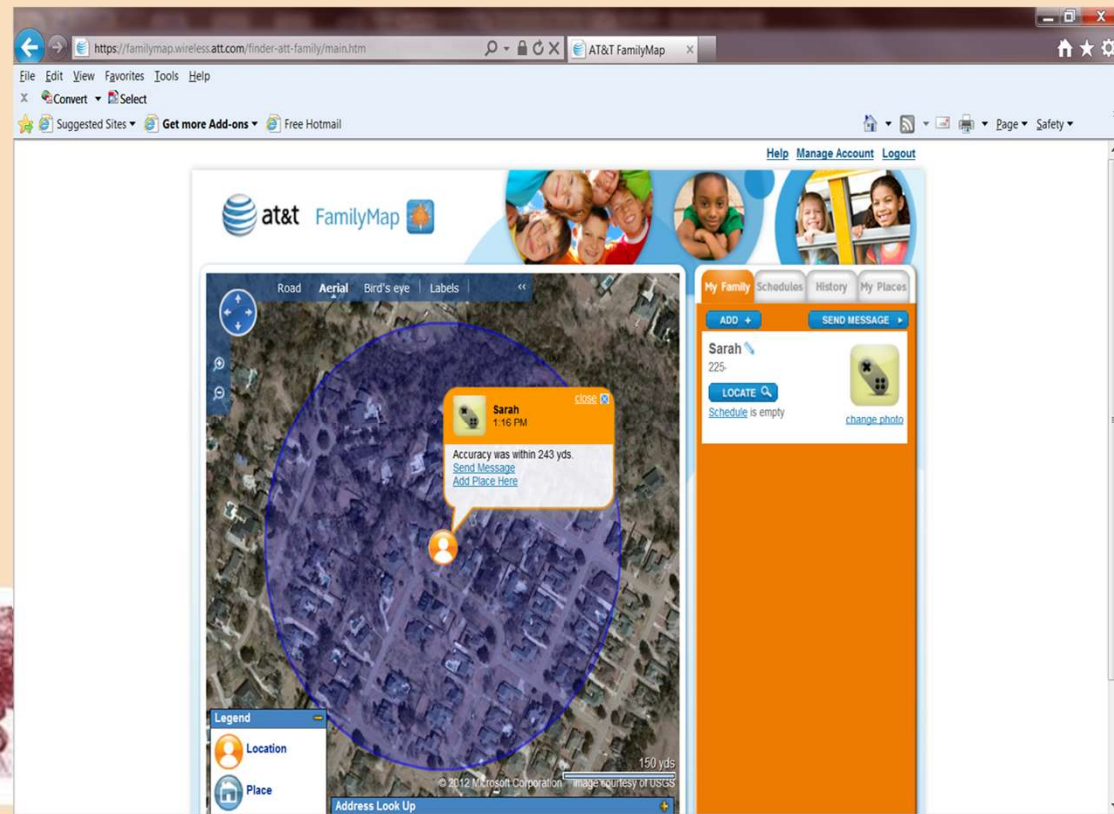 https://familymap.wireless.att.com/finder-att-family/main.htm
AT&T FamilyMap
File Edit View Favorites Tools Help
Convert Select
Suggested Sites Get more Add-ons Free Hotmail
Page Safety
Help Manage Account Logout
at&t FamilyMap
Road Aerial Bird's eye Labels
My Family Schedules History My Places
ADD + SEND MESSAGE
Sarah
225-
LOCATE
Schedule is empty
change photo
close
Sarah
1:16 PM
Accuracy was within 243 yds.
Send Message
Add Place Here
Legend
Location
Place
150 yds
© 2012 Microsoft Corporation Image courtesy of USGS
Address Look Up